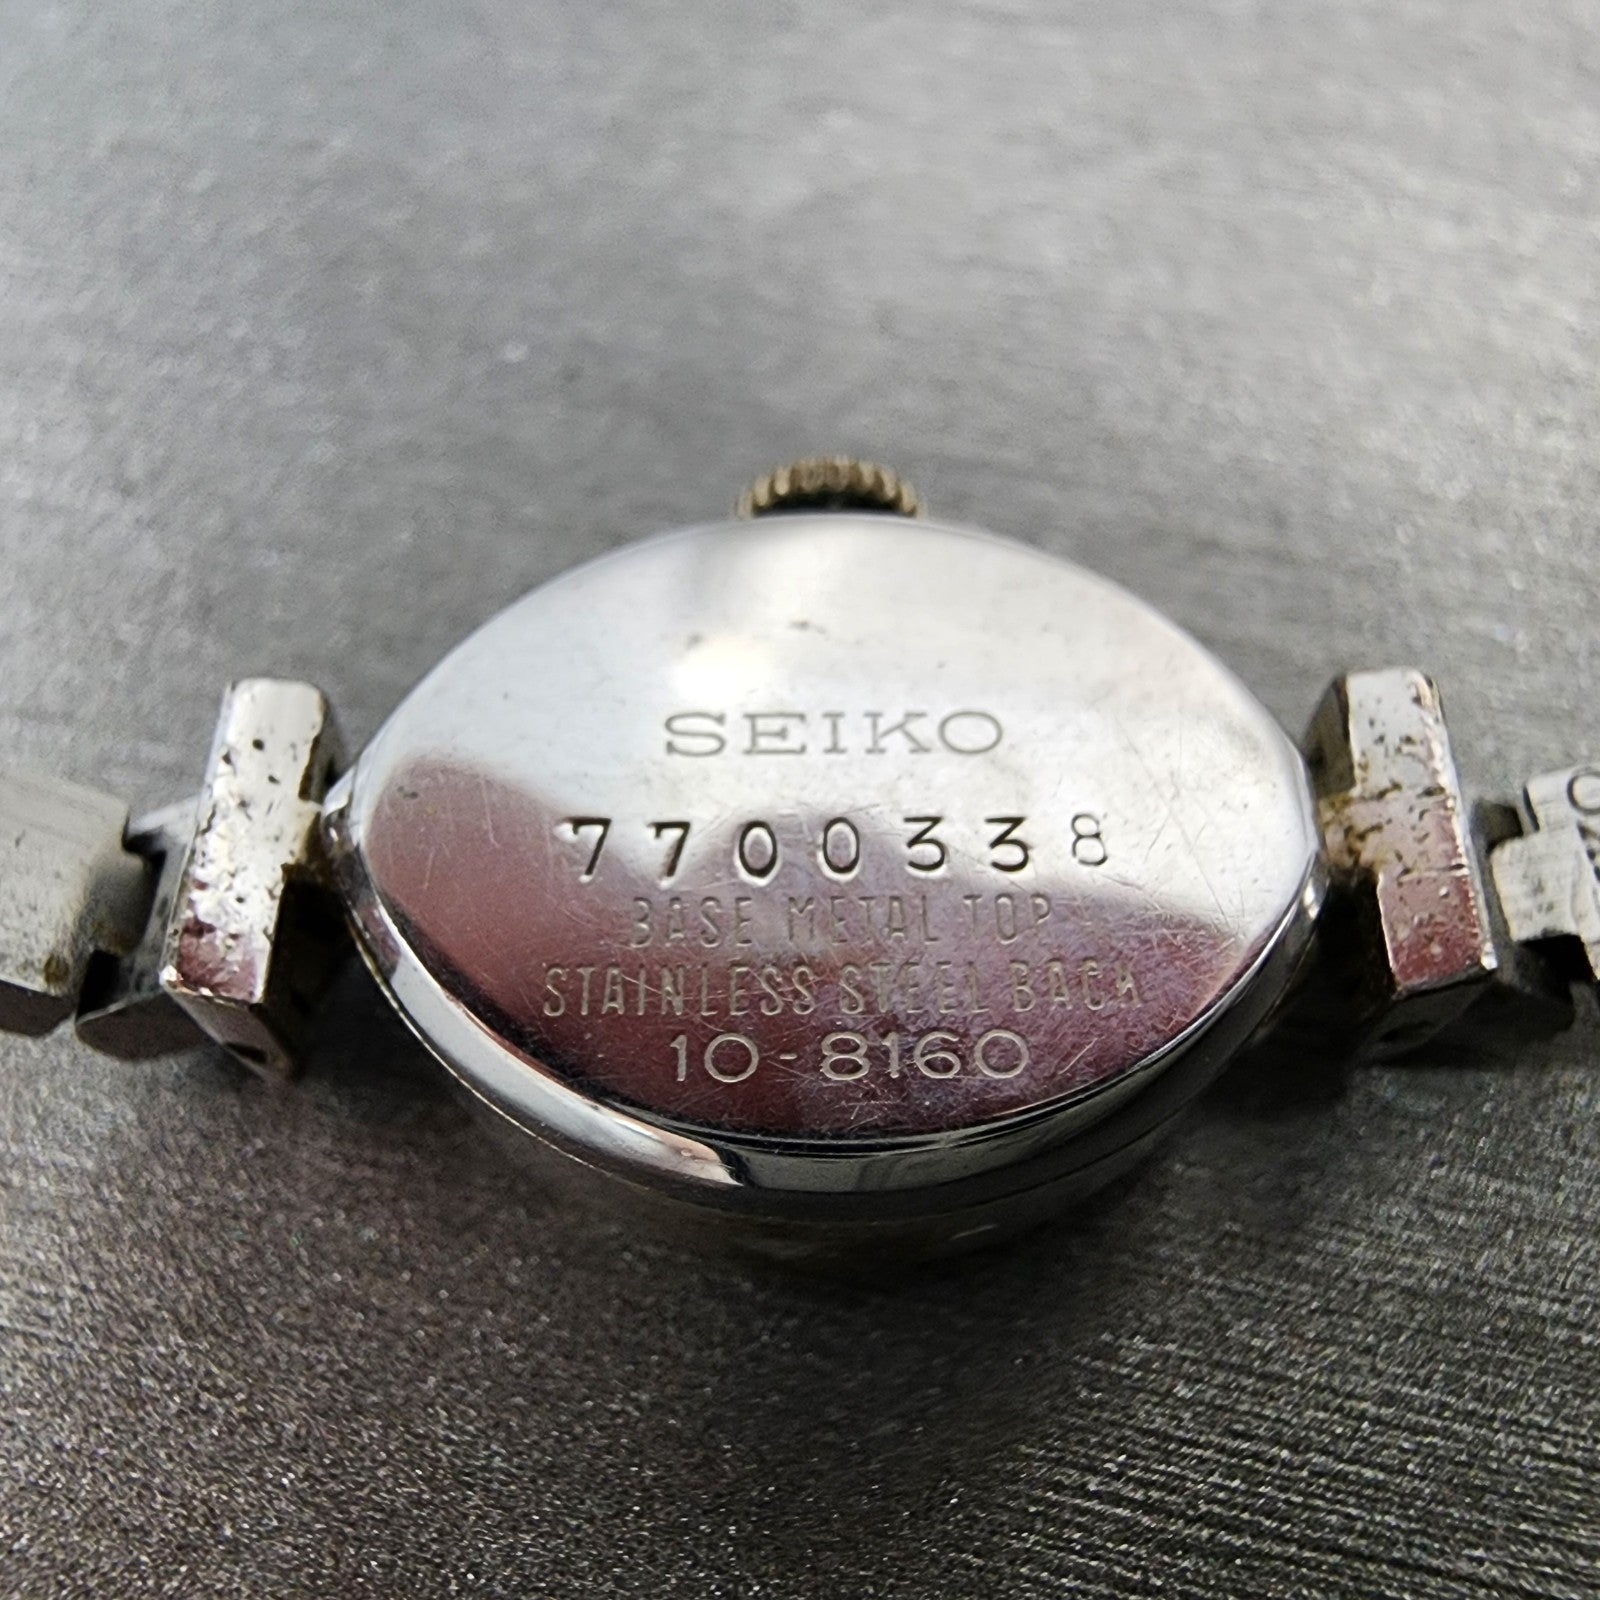 SEIKO
7700338
BASE METAL TOP
STAINLESS STEEL BACK
10-8160